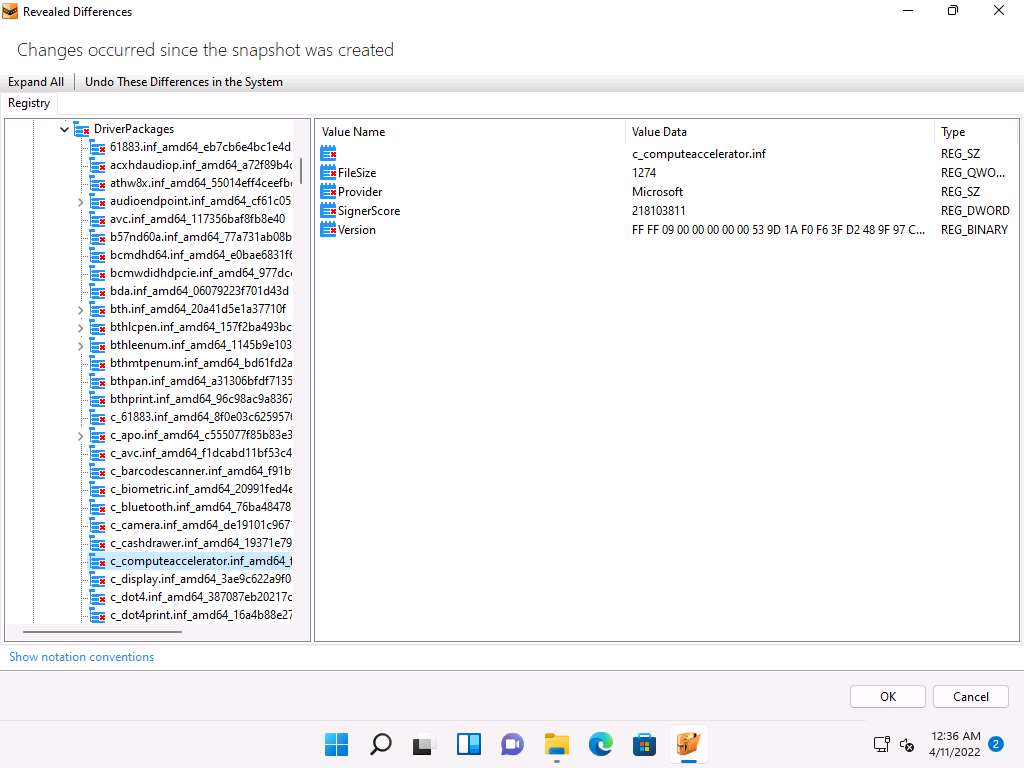 Revealed Differences
Changes occurred since the snapshot was created
Expand All
Undo These Differences in the System
Registry
DriverPackages
61883.inf_amd64_eb7cb6e4bc1e4d
acxhdaudiop.inf_amd64_a72f89b4c
athw8x.inf_amd64_55014eff4ceefb
audioendpoint.inf_amd64_cf61c05
avc.inf_amd64_117356baf8fb8e40
b57nd60a.inf_amd64_77a731ab08b
bcmdhd64.inf_amd64_e0bae6831f
bcmwdidhdpcie.inf_amd64_977dc
bda.inf_amd64_06079223f701d43d
bth.inf_amd64_20a41d5e1a37710f
bthlcpen.inf_amd64_157f2ba493bc
bthleenum.inf_amd64_1145b9e103
bthmtpenum.inf_amd64_bd61fd2a
bthpan.inf_amd64_a31306bfdf7135
bthprint.inf_amd64_96c98ac9a8367
c_61883.inf_amd64_8f0e03c6259576
c_apo.inf_amd64_c555077f85b83e3
c_avc.inf_amd64_f1dcabd11bf53c4
c_barcodescanner.inf_amd64_f91b
c_biometric.inf_amd64_20991fed4e
c_bluetooth.inf_amd64_76ba48478
c_camera.inf_amd64_de19101c967
c_cashdrawer.inf_amd64_19371e79
c_computeaccelerator.inf_amd64_f
c_display.inf_amd64_3ae9c622a9f0
c_dot4.inf_amd64_387087eb20217c
c_dot4print.inf_amd64_16a4b88e27
Value Name Value Data Type
c_computeaccelerator.inf REG_SZ
FileSize 1274 REG_QWO...
Provider Microsoft REG_SZ
SignerScore 218103811 REG_DWORD
Version FF FF 09 00 00 00 00 00 53 9D 1A F0 F6 3F D2 48 9F 97 C... REG_BINARY
Show notation conventions
OK
Cancel
12:36 AM
4/11/2022
2